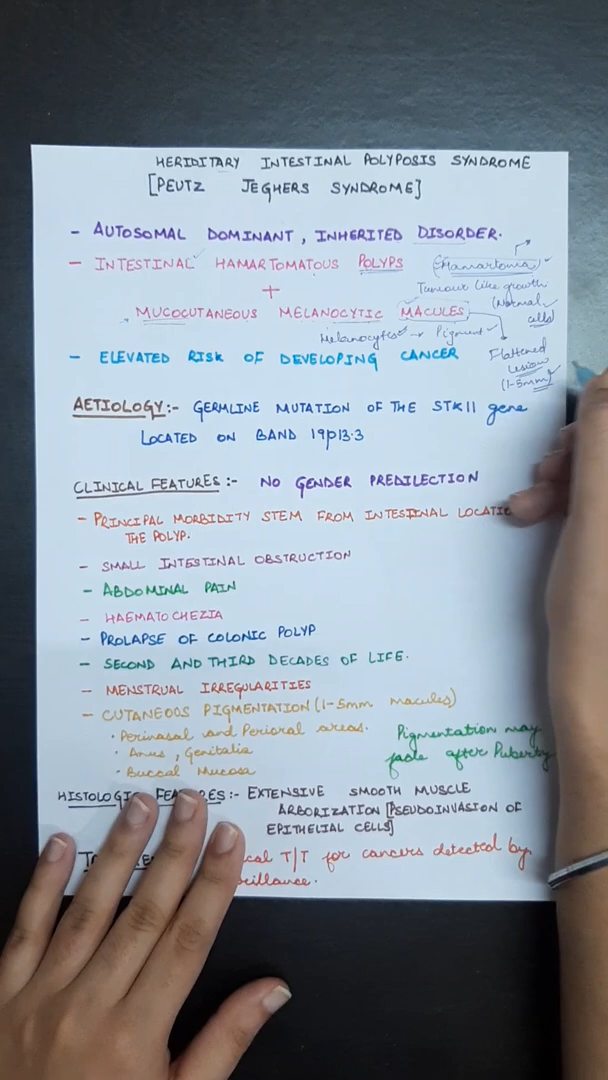 HERIDITARY INTESTINAL POLYPOSIS SYNDROME
[PEUTZ JEGHERS SYNDROME]
- AUTOSOMAL DOMINANT, INHERITED DISORDER.
- INTESTINAL HAMARTOMATOUS POLYPS (Hamartoma)
Tumour like growth
+
(Normal cells)
MUCOCUTANEOUS MELANOCYTIC MACULES
Melanocytes → Pigment
- ELEVATED RISK OF DEVELOPING CANCER
Flattened
lesion
(1-5mm)
AETIOLOGY:- GERMLINE MUTATION OF THE STK11 gene
LOCATED ON BAND 19p13.3
CLINICAL FEATURES:- NO GENDER PREDILECTION
- PRINCIPAL MORBIDITY STEM FROM INTESTINAL
THE POLYP.
- SMALL INTESTINAL OBSTRUCTION
- ABDOMINAL PAIN
- HAEMATOCHEZIA
- PROLAPSE OF COLONIC POLYP
- SECOND AND THIRD DECADES OF LIFE.
- MENSTRUAL IRREGULARITIES
- CUTANEOUS PIGMENTATION (1-5mm macules)
• Perinasal and Perioral areas.
• Anus, Genitalia
• Buccal Mucosa
Pigmentation may
fade after Puberty
HISTOLOGIC FEATURES:- EXTENSIVE SMOOTH MUSCLE
ARBORIZATION [PSEUDOINVASION OF
EPITHELIAL CELLS]
T/T for cancers detected by